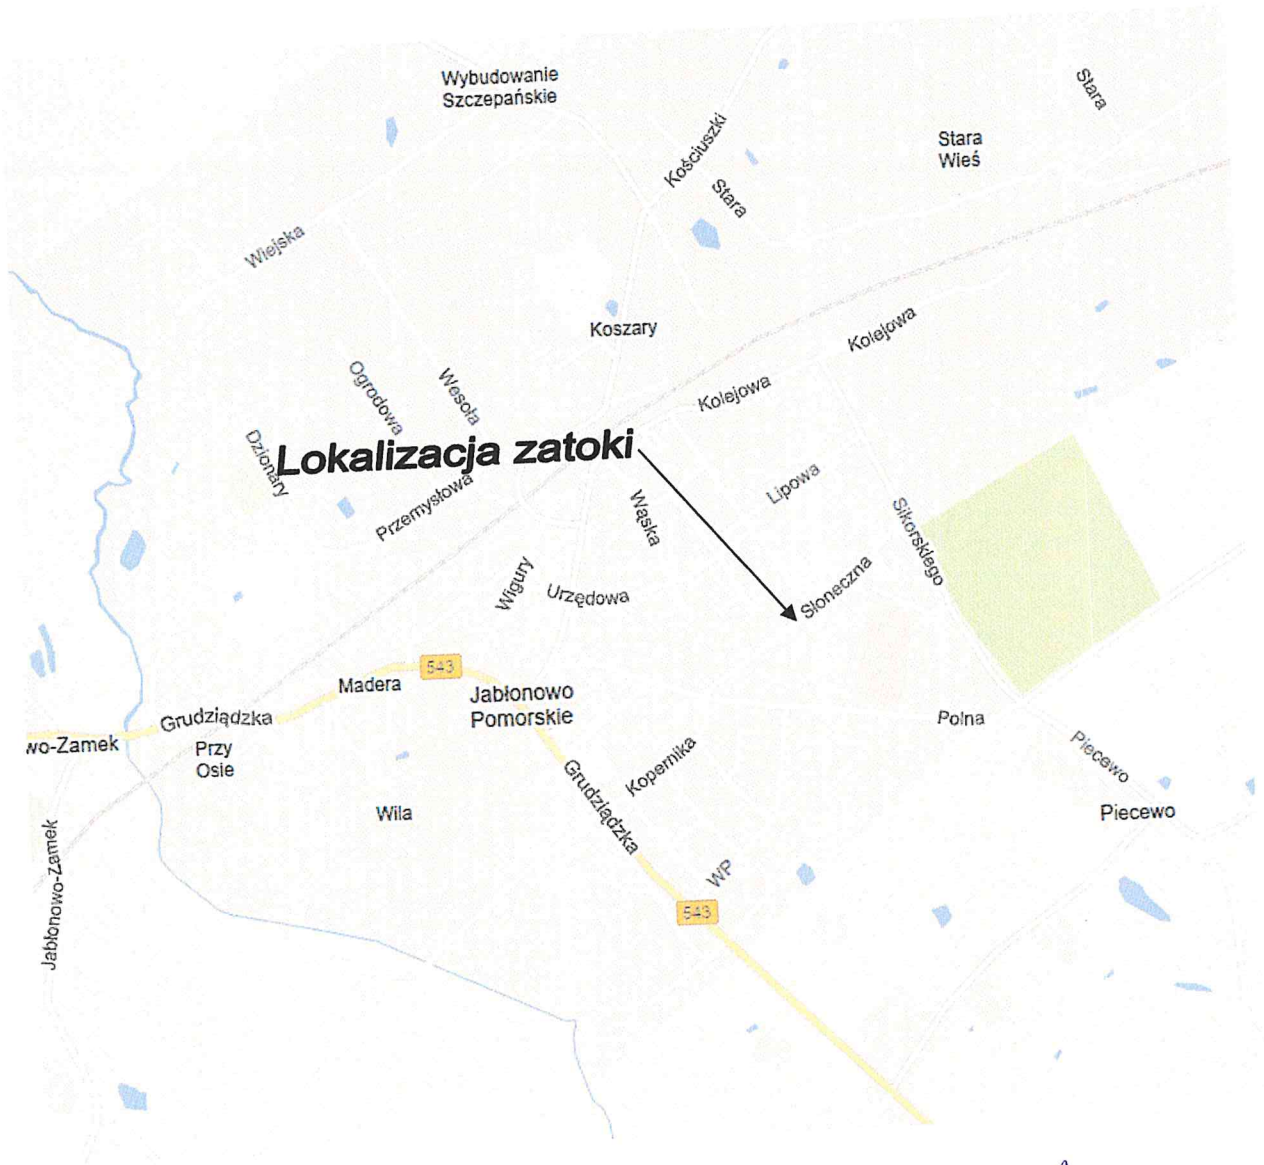 Wybudowanie
Szczepańskie
Stara
Kościuszki
Stara
Wieś
Stara
Wiejska
Koszary
Kolejowa
Ogrodowa
Wesoła
Kolejowa
Dzionary
Lokalizacja zatoki
Przemysłowa
Wąska
Lipowa
Sikorskiego
Wigury
Urzędowa
Słoneczna
543
Madera
Jabłonowo
Pomorskie
Grudziądzka
Polna
wo-Zamek
Przy
Osie
Piecewo
Kopernika
Grudziądzka
Wila
Piecewo
Jabłonowo-Zamek
WP
543